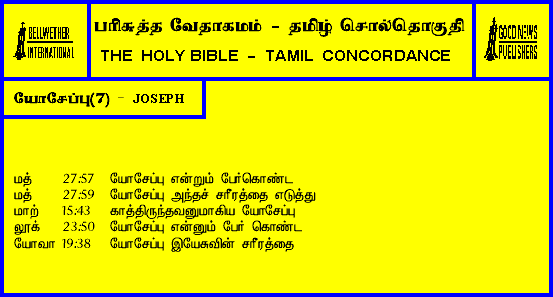 BELLWETHER
INTERNATIONAL
பரிசுத்த வேதாகமம் - தமிழ் சொல்தொகுதி
THE HOLY BIBLE - TAMIL CONCORDANCE
GOOD NEWS
PUBLISHERS
யோசேப்பு(7) - JOSEPH
மத் 27:57 யோசேப்பு என்றும் பேர்கொண்ட
மத் 27:59 யோசேப்பு அந்தச் சரீரத்தை எடுத்து
மாற் 15:43 காத்திருந்தவனுமாகிய யோசேப்பு
லூக் 23:50 யோசேப்பு என்னும் பேர் கொண்ட
யோவா 19:38 யோசேப்பு இயேசுவின் சரீரத்தை